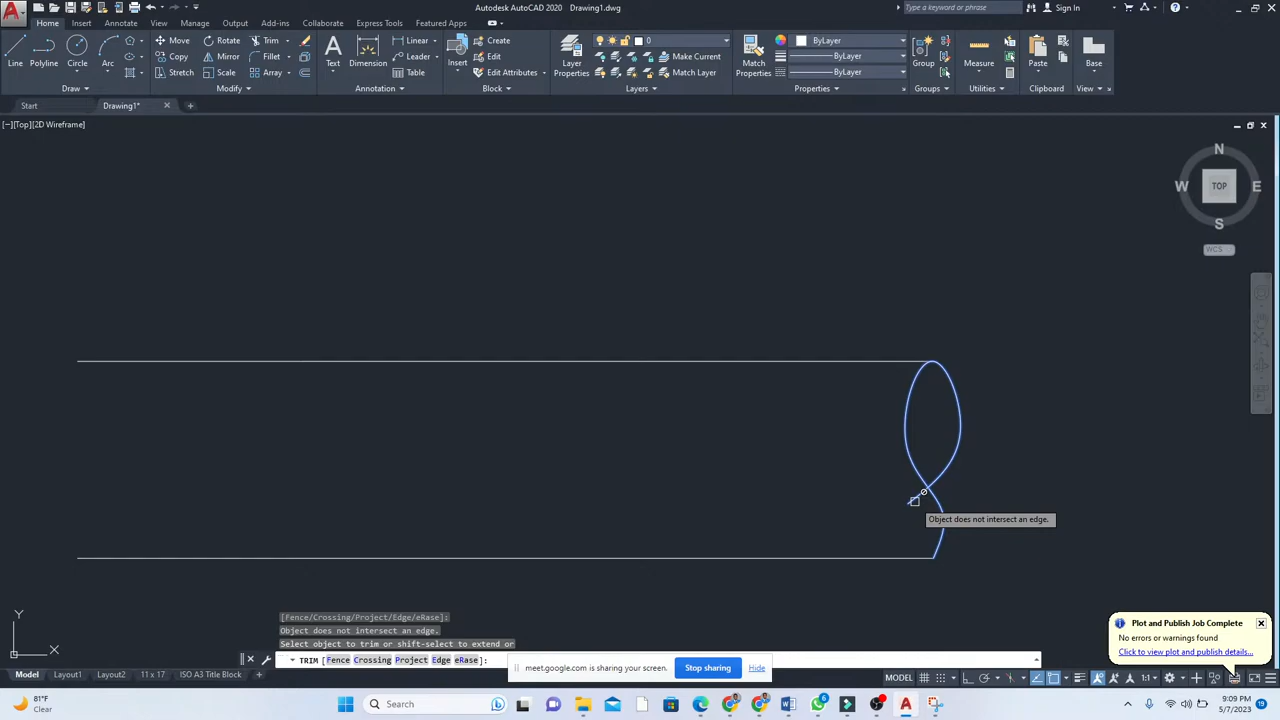 Autodesk AutoCAD 2020 Drawing1.dwg
Type a keyword or phrase
Sign In
Home Insert Annotate Parametric View Manage Output Add-ins Collaborate Express Tools Featured Apps
Line Polyline Circle Arc
Move Rotate Trim
Copy Mirror Fillet
Stretch Scale Array
Text Dimension
Linear
Leader
Table
Insert
Create
Edit
Edit Attributes
Layer Properties
0
Make Current
Match Layer
Match Properties
ByLayer
ByLayer
ByLayer
Group
Measure
Paste
Base
Draw Modify Annotation Block Layers Properties Groups Utilities Clipboard View
Start Drawing1*
[−][Top][2D Wireframe]
N
W TOP E
S
WCS
Object does not intersect an edge.
Y
X
[Fence/Crossing/Project/Edge/eRase]:
Object does not intersect an edge.
Select object to trim or shift-select to extend or
TRIM [Fence Crossing Project Edge eRase]:
meet.google.com is sharing your screen. Stop sharing Hide
Plot and Publish Job Complete
No errors or warnings found
Click to view plot and publish details...
Model Layout1 Layout2 11 x 17 ISO A3 Title Block
MODEL
1:1
81°F
Clear
Search
9:09 PM
5/7/2023